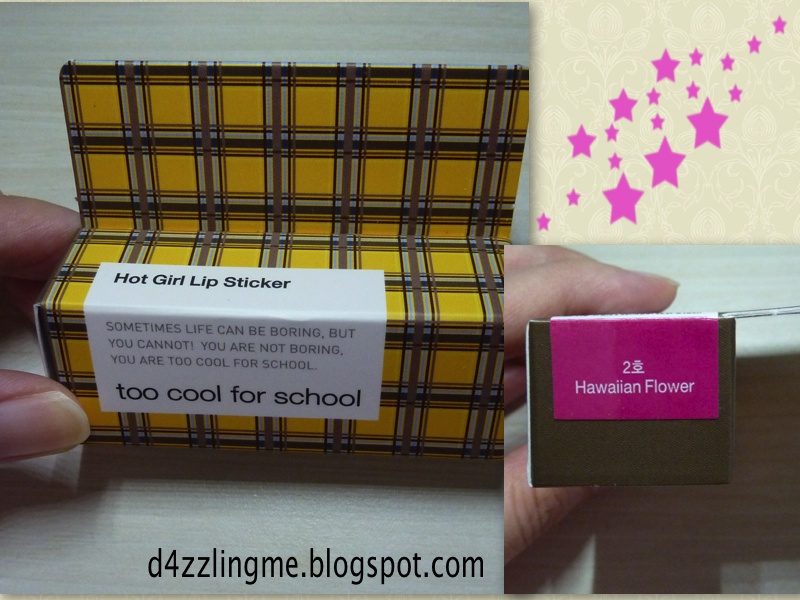 Hot Girl Lip Sticker
SOMETIMES LIFE CAN BE BORING, BUT
YOU CANNOT! YOU ARE NOT BORING,
YOU ARE TOO COOL FOR SCHOOL.
too cool for school
2호
Hawaiian Flower
d4zzlingme.blogspot.com